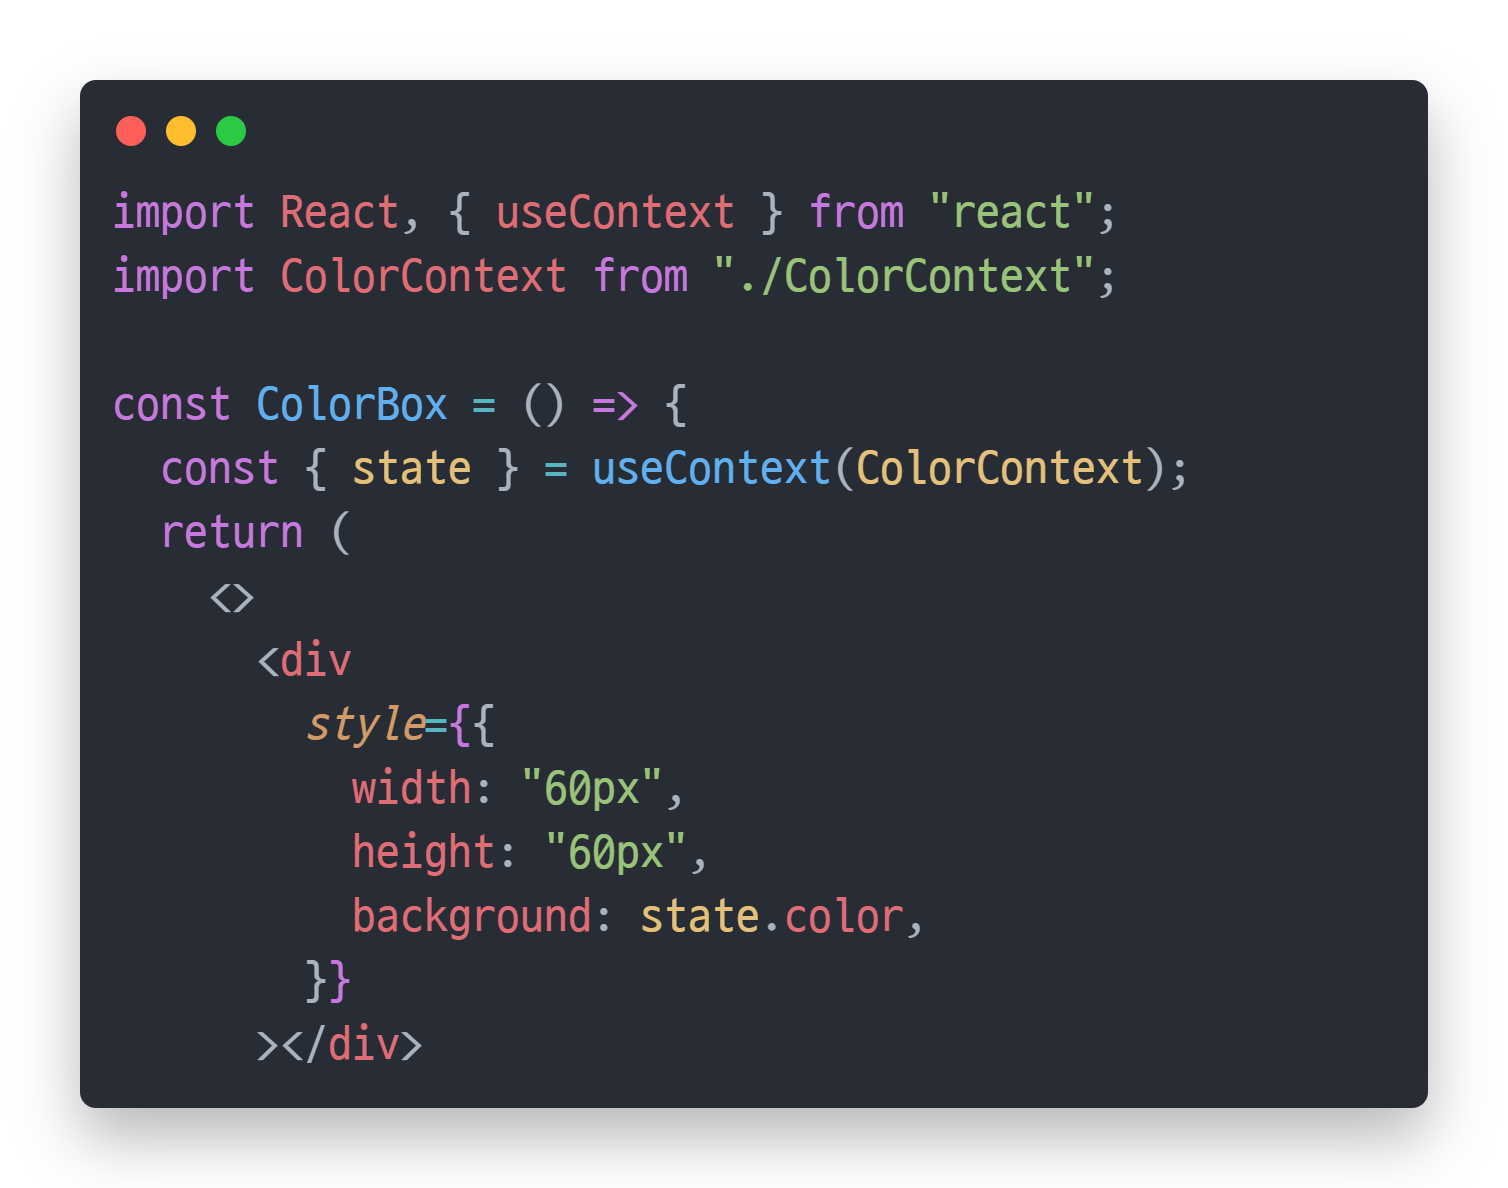 import React, { useContext } from "react";
import ColorContext from "./ColorContext";

const ColorBox = () => {
  const { state } = useContext(ColorContext);
  return (
    <>
      <div
        style={{
          width: "60px",
          height: "60px",
          background: state.color,
        }}
      ></div>